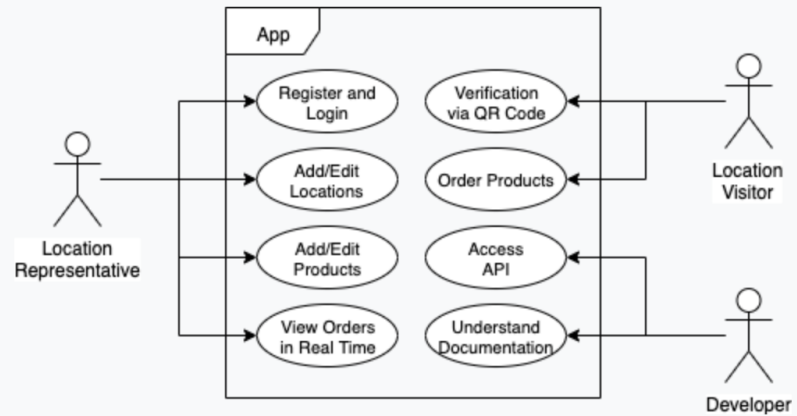 App
Register and
Login
Verification
via QR Code
Add/Edit
Locations
Order Products
Location
Visitor
Location
Representative
Add/Edit
Products
Access
API
View Orders
in Real Time
Understand
Documentation
Developer